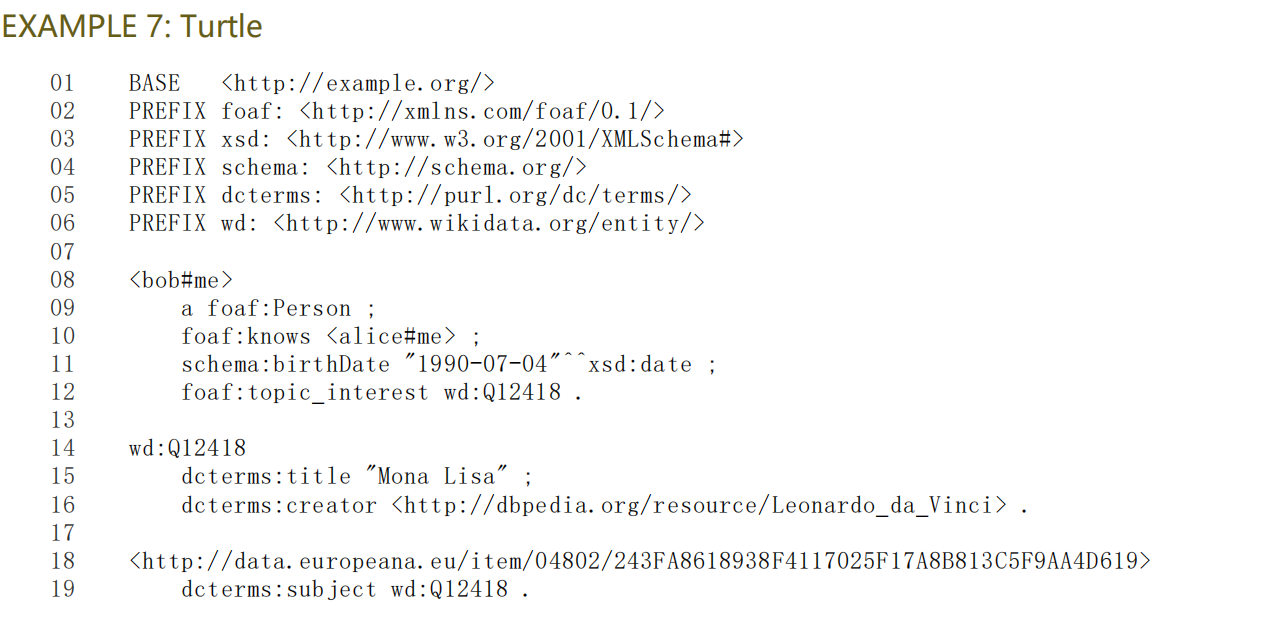 EXAMPLE 7: Turtle
01 BASE <http://example.org/>
02 PREFIX foaf: <http://xmlns.com/foaf/0.1/>
03 PREFIX xsd: <http://www.w3.org/2001/XMLSchema#>
04 PREFIX schema: <http://schema.org/>
05 PREFIX dcterms: <http://purl.org/dc/terms/>
06 PREFIX wd: <http://www.wikidata.org/entity/>
07
08 <bob#me>
09 a foaf:Person ;
10 foaf:knows <alice#me> ;
11 schema:birthDate "1990-07-04"^^xsd:date ;
12 foaf:topic_interest wd:Q12418 .
13
14 wd:Q12418
15 dcterms:title "Mona Lisa" ;
16 dcterms:creator <http://dbpedia.org/resource/Leonardo_da_Vinci> .
17
18 <http://data.europeana.eu/item/04802/243FA8618938F4117025F17A8B813C5F9AA4D619>
19 dcterms:subject wd:Q12418 .